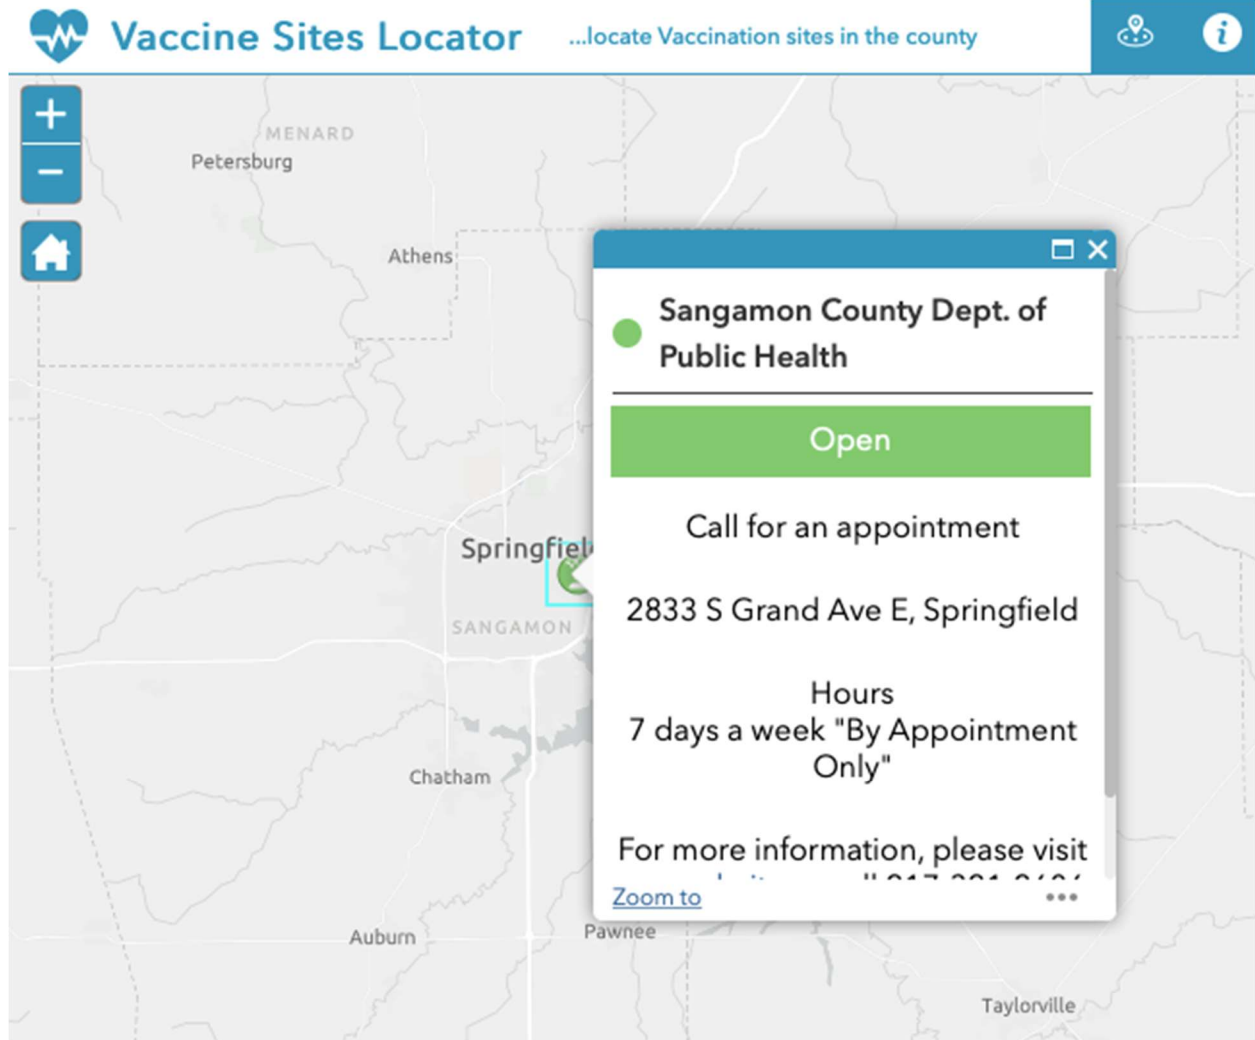 Vaccine Sites Locator
...locate Vaccination sites in the county
MENARD
Petersburg
Athens
Sangamon County Dept. of
Public Health
Open
Call for an appointment
2833 S Grand Ave E, Springfield
Hours
7 days a week "By Appointment
Only"
For more information, please visit
Zoom to
SANGAMON
Chatham
Auburn
Pawnee
Taylorville